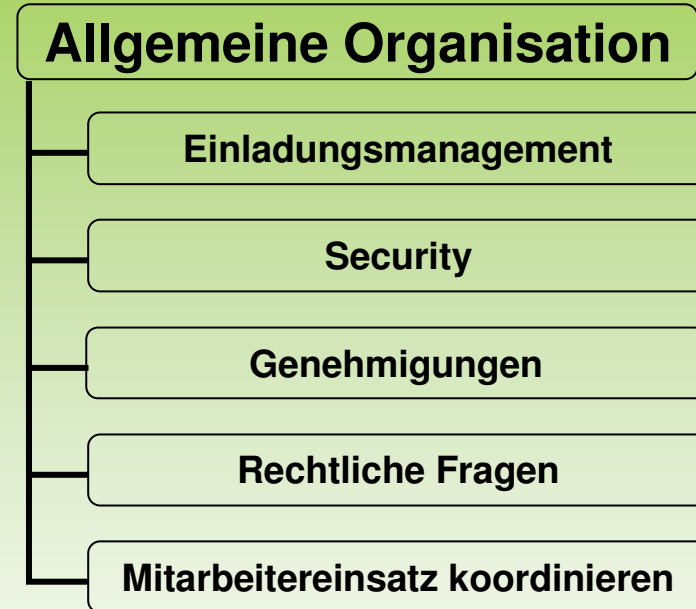 Allgemeine Organisation
Einladungsmanagement
Security
Genehmigungen
Rechtliche Fragen
Mitarbeitereinsatz koordinieren